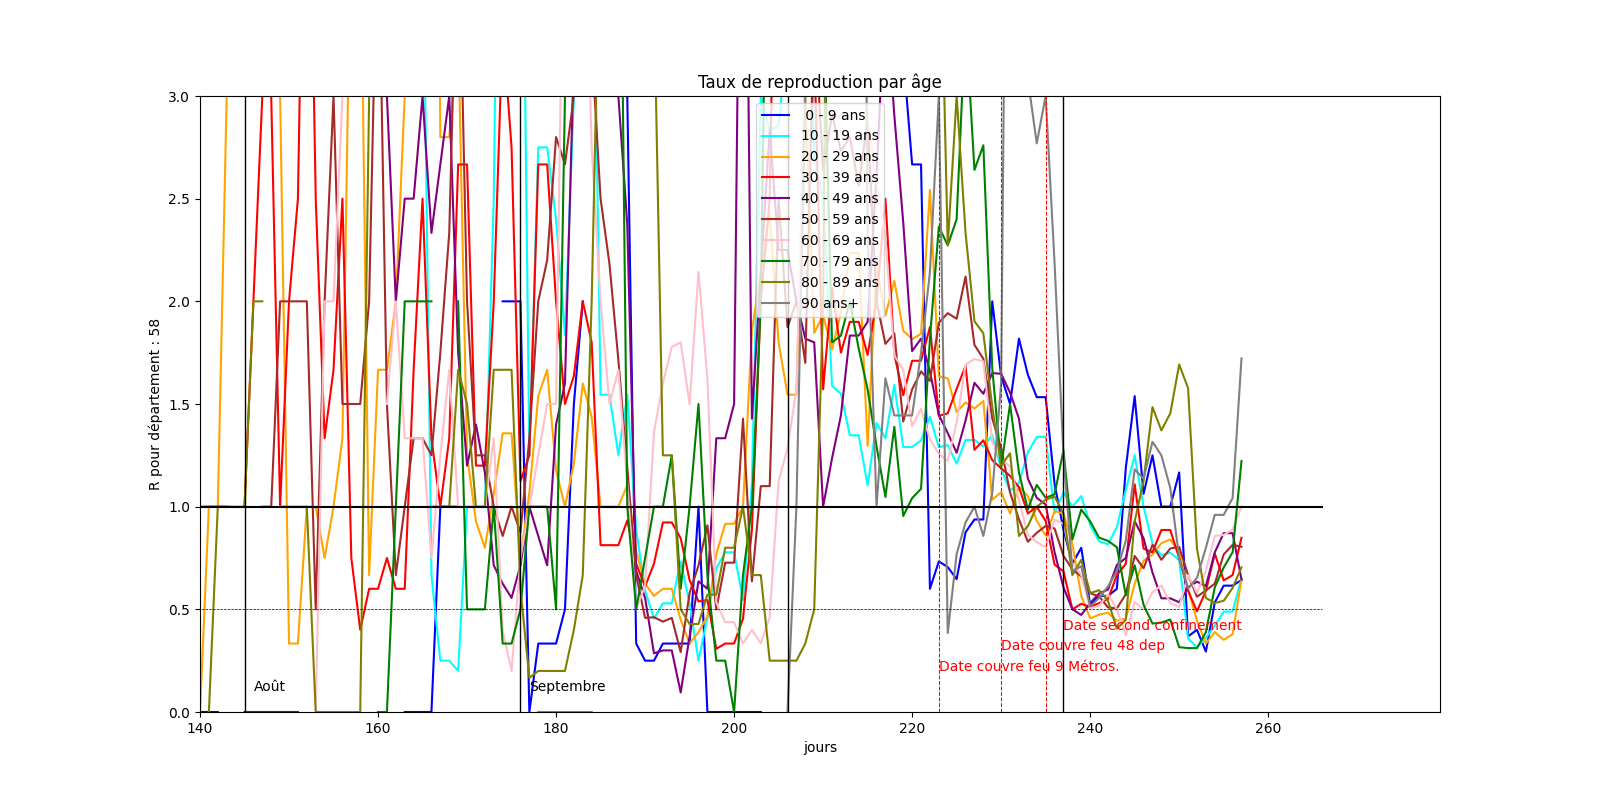 Taux de reproduction par âge
3.0
2.5
2.0
1.5
1.0
0.5
0.0
R pour département : 58
0 - 9 ans
10 - 19 ans
20 - 29 ans
30 - 39 ans
40 - 49 ans
50 - 59 ans
60 - 69 ans
70 - 79 ans
80 - 89 ans
90 ans+
Date second confinement
Date couvre feu 48 dep
Date couvre feu 9 Métros.
Août
Septembre
140
160
180
200
220
240
260
jours